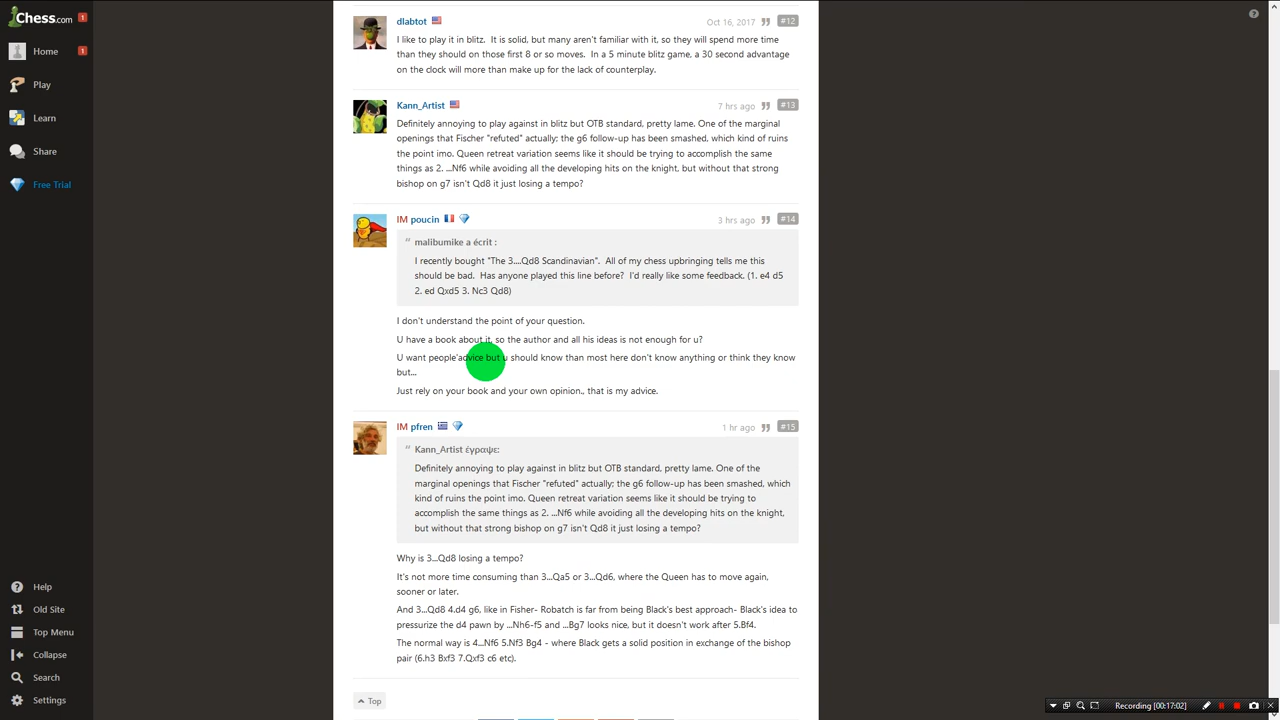 Chess.com
1
Home
1
Play
Learn
Share
Free Trial
Help
Old Site
Top Menu
Collapse
Search
Settings
dlabtot
Oct 16, 2017
#12
I like to play it in blitz.  It is solid, but many aren't familiar with it, so they will spend more time
than they should on those first 8 or so moves.  In a 5 minute blitz game, a 30 second advantage
on the clock will more than make up for the lack of counterplay.
Kann_Artist
7 hrs ago
#13
Definitely annoying to play against in blitz but OTB standard, pretty lame. One of the marginal
openings that Fischer "refuted" actually; the g6 follow-up has been smashed, which kind of ruins
the point imo. Queen retreat variation seems like it should be trying to accomplish the same
things as 2. ...Nf6 while avoiding all the developing hits on the knight, but without that strong
bishop on g7 isn't Qd8 it just losing a tempo?
IM poucin
3 hrs ago
#14
malibumike a écrit :
I recently bought "The 3....Qd8 Scandinavian".  All of my chess upbringing tells me this
should be bad.  Has anyone played this line before?  I'd really like some feedback. (1. e4 d5
2. ed Qxd5 3. Nc3 Qd8)
I don't understand the point of your question.
U have a book about it, so the author and all his ideas is not enough for u?
U want people'advice but u should know than most here don't know anything or think they know
but...
Just rely on your book and your own opinion., that is my advice.
IM pfren
1 hr ago
#15
Kann_Artist έγραψε:
Definitely annoying to play against in blitz but OTB standard, pretty lame. One of the
marginal openings that Fischer "refuted" actually; the g6 follow-up has been smashed, which
kind of ruins the point imo. Queen retreat variation seems like it should be trying to
accomplish the same things as 2. ...Nf6 while avoiding all the developing hits on the knight,
but without that strong bishop on g7 isn't Qd8 it just losing a tempo?
Why is 3...Qd8 losing a tempo?
It's not more time consuming than 3...Qa5 or 3...Qd6, where the Queen has to move again,
sooner or later.
And 3...Qd8 4.d4 g6, like in Fisher- Robatch is far from being Black's best approach- Black's idea to
pressurize the d4 pawn by ...Nh6-f5 and ...Bg7 looks nice, but it doesn't work after 5.Bf4.
The normal way is 4...Nf6 5.Nf3 Bg4 - where Black gets a solid position in exchange of the bishop
pair (6.h3 Bxf3 7.Qxf3 c6 etc).
Top
Recording [00:17:02]